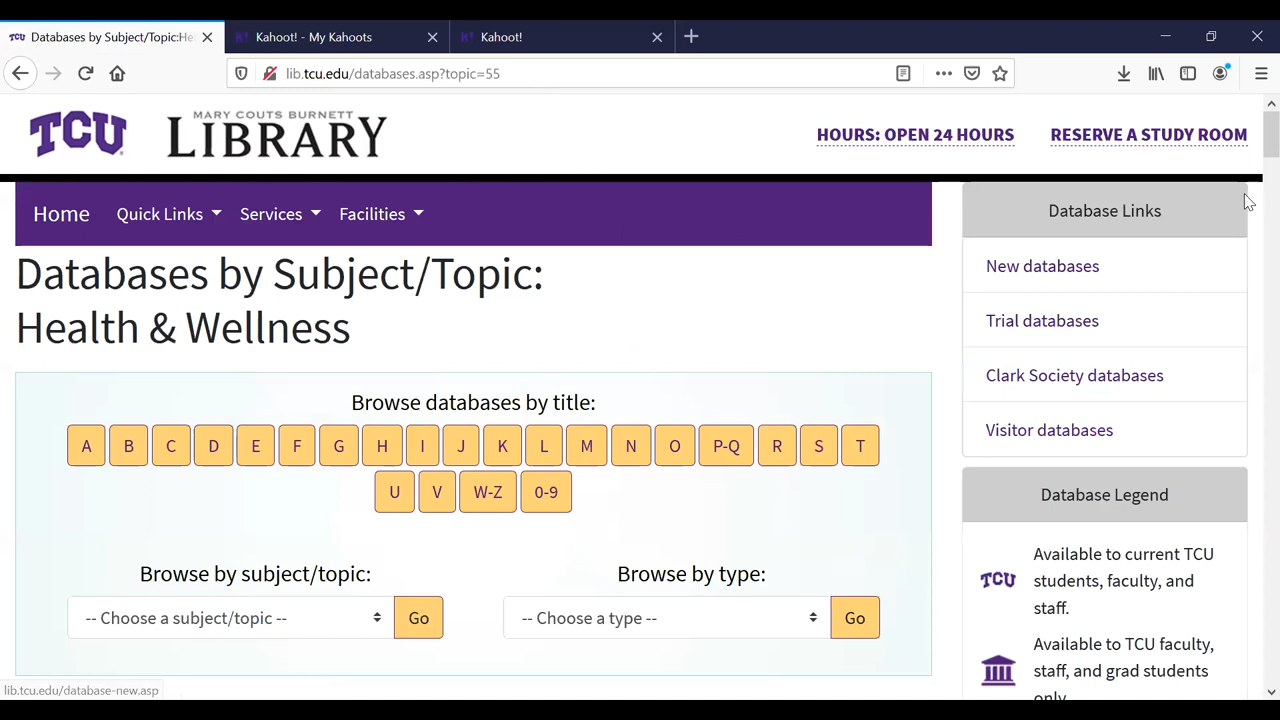 TCU Databases by Subject/Topic:He
Kahoot! - My Kahoots
Kahoot!
lib.tcu.edu/databases.asp?topic=55
TCU
MARY COUTS BURNETT
LIBRARY
HOURS: OPEN 24 HOURS
RESERVE A STUDY ROOM
Home
Quick Links
Services
Facilities
Databases by Subject/Topic:
Health & Wellness
Browse databases by title:
A B C D E F G H I J K L M N O P-Q R S T
U V W-Z 0-9
Browse by subject/topic:
-- Choose a subject/topic --
Go
Browse by type:
-- Choose a type --
Go
Database Links
New databases
Trial databases
Clark Society databases
Visitor databases
Database Legend
TCU
Available to current TCU
students, faculty, and
staff.
Available to TCU faculty,
staff, and grad students
only.
lib.tcu.edu/database-new.asp